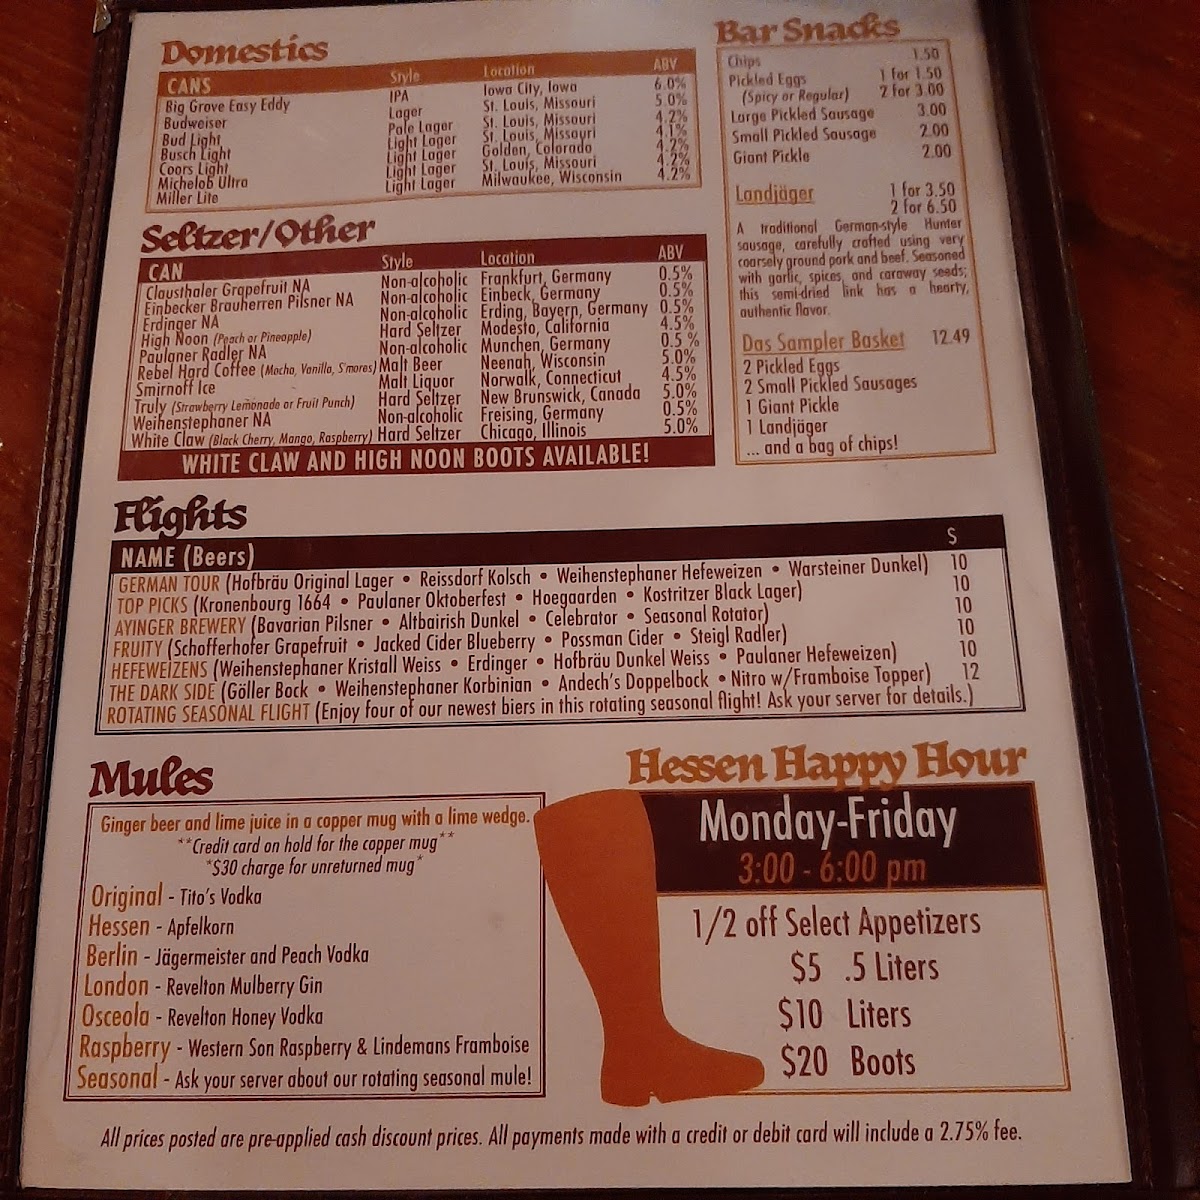 Domestics
CANS Style Location ABV
Big Grove Easy Eddy IPA Iowa City, Iowa 6.0%
Budweiser Lager St. Louis, Missouri 5.0%
Bud Light Pale Lager St. Louis, Missouri 4.2%
Busch Light Light Lager St. Louis, Missouri 4.1%
Coors Light Light Lager Golden, Colorado 4.2%
Michelob Ultra Light Lager St. Louis, Missouri 4.2%
Miller Lite Light Lager Milwaukee, Wisconsin 4.2%
Seltzer/Other
CAN Style Location ABV
Clausthaler Grapefruit NA Non-alcoholic Frankfurt, Germany 0.5%
Einbecker Brauherren Pilsner NA Non-alcoholic Einbeck, Germany 0.5%
Erdinger NA Non-alcoholic Erding, Bayern, Germany 0.5%
High Noon (Peach or Pineapple) Hard Seltzer Modesto, California 4.5%
Paulaner Radler NA Non-alcoholic Munchen, Germany 0.5 %
Rebel Hard Coffee (Mocha, Vanilla, S'mores) Malt Beer Neenah, Wisconsin 5.0%
Smirnoff Ice Malt Liquor Norwalk, Connecticut 4.5%
Truly (Strawberry Lemonade or Fruit Punch) Hard Seltzer New Brunswick, Canada 5.0%
Weihenstephaner NA Non-alcoholic Freising, Germany 0.5%
White Claw (Black Cherry, Mango, Raspberry) Hard Seltzer Chicago, Illinois 5.0%
WHITE CLAW AND HIGH NOON BOOTS AVAILABLE!
Bar Snacks
Chips 1.50
Pickled Eggs 1 for 1.50
(Spicy or Regular) 2 for 3.00
Large Pickled Sausage 3.00
Small Pickled Sausage 2.00
Giant Pickle 2.00
Landjäger 1 for 3.50
2 for 6.50
A traditional German-style Hunter
sausage, carefully crafted using very
coarsely ground pork and beef. Seasoned
with garlic, spices, and caraway seeds;
this semi-dried link has a hearty,
authentic flavor.
Das Sampler Basket 12.49
2 Pickled Eggs
2 Small Pickled Sausages
1 Giant Pickle
1 Landjäger
... and a bag of chips!
Flights
NAME (Beers) $
GERMAN TOUR (Hofbräu Original Lager • Reissdorf Kolsch • Weihenstephaner Hefeweizen • Warsteiner Dunkel) 10
TOP PICKS (Kronenbourg 1664 • Paulaner Oktoberfest • Hoegaarden • Kostritzer Black Lager) 10
AYINGER BREWERY (Bavarian Pilsner • Altbairish Dunkel • Celebrator • Seasonal Rotator) 10
FRUITY (Schofferhofer Grapefruit • Jacked Cider Blueberry • Possman Cider • Steigl Radler) 10
HEFEWEIZENS (Weihenstephaner Kristall Weiss • Erdinger • Hofbräu Dunkel Weiss • Paulaner Hefeweizen) 10
THE DARK SIDE (Göller Bock • Weihenstephaner Korbinian • Andech's Doppelbock • Nitro w/Framboise Topper) 12
ROTATING SEASONAL FLIGHT (Enjoy four of our newest biers in this rotating seasonal flight! Ask your server for details.)
Mules
Ginger beer and lime juice in a copper mug with a lime wedge.
**Credit card on hold for the copper mug**
*$30 charge for unreturned mug*
Original - Tito's Vodka
Hessen - Apfelkorn
Berlin - Jägermeister and Peach Vodka
London - Revelton Mulberry Gin
Osceola - Revelton Honey Vodka
Raspberry - Western Son Raspberry & Lindemans Framboise
Seasonal - Ask your server about our rotating seasonal mule!
Hessen Happy Hour
Monday-Friday
3:00 - 6:00 pm
1/2 off Select Appetizers
$5 .5 Liters
$10 Liters
$20 Boots
All prices posted are pre-applied cash discount prices. All payments made with a credit or debit card will include a 2.75% fee.